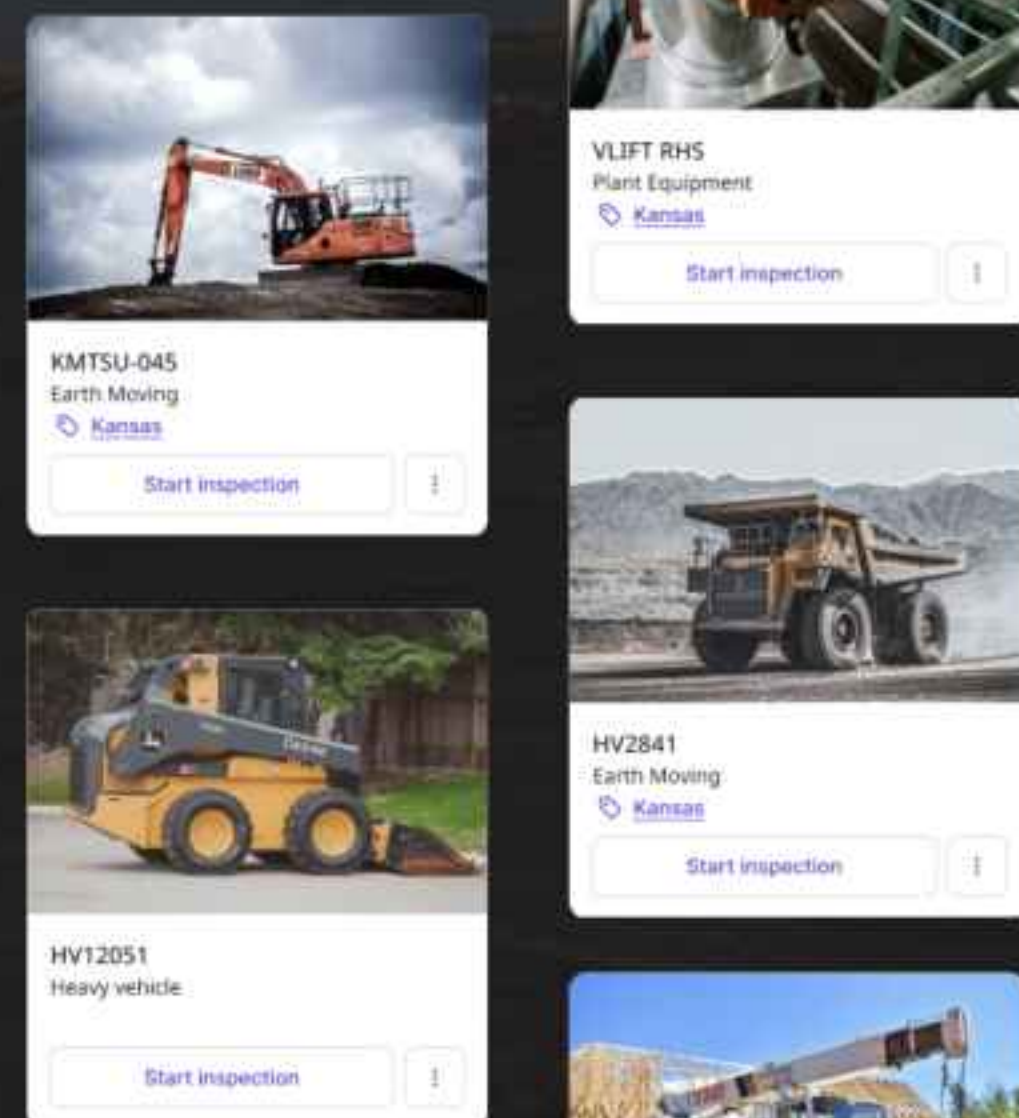 KMTSU-045
Earth Moving
Kansas
Start inspection
HV12051
Heavy vehicle
Start inspection
VLIFT RHS
Plant Equipment
Kansas
Start inspection
HV2841
Earth Moving
Kansas
Start inspection